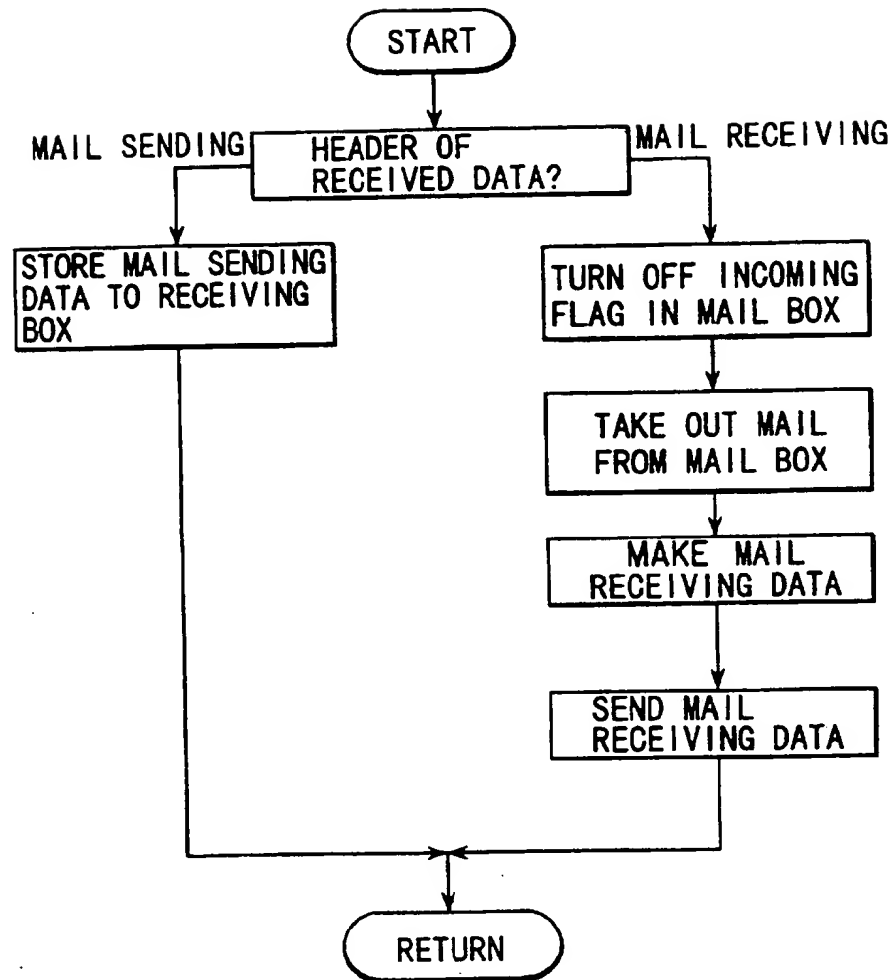 START
MAIL SENDING
HEADER OF
RECEIVED DATA?
MAIL RECEIVING
STORE MAIL SENDING
DATA TO RECEIVING
BOX
TURN OFF INCOMING
FLAG IN MAIL BOX
TAKE OUT MAIL
FROM MAIL BOX
MAKE MAIL
RECEIVING DATA
SEND MAIL
RECEIVING DATA
RETURN